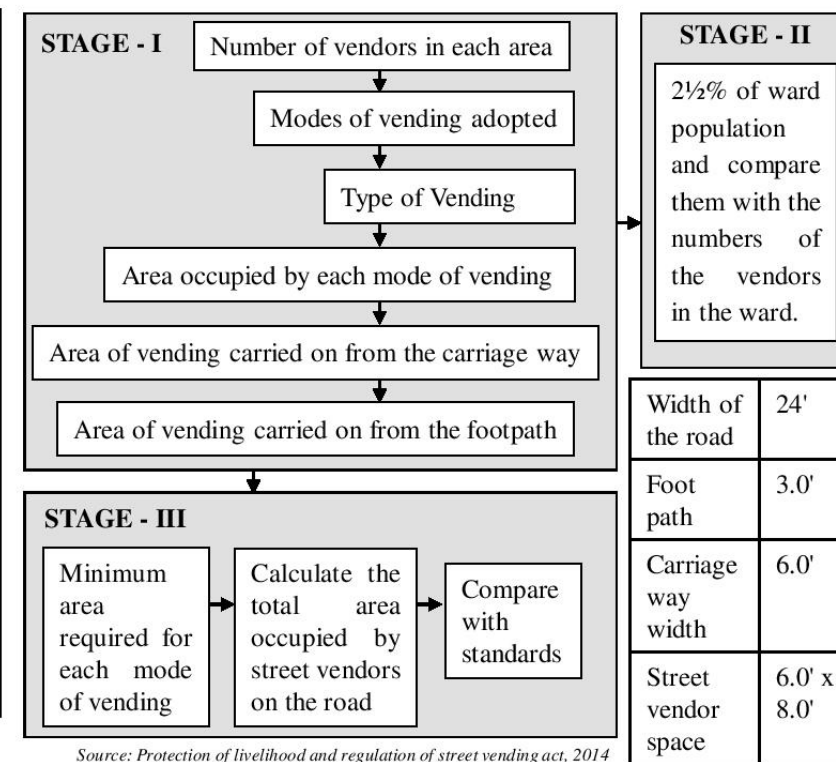 STAGE - I
Number of vendors in each area
Modes of vending adopted
Type of Vending
Area occupied by each mode of vending
Area of vending carried on from the carriage way
Area of vending carried on from the footpath
STAGE - II
2½% of ward
population
and compare
them with the
numbers of
the vendors
in the ward.
STAGE - III
Minimum
area
required for
each mode
of vending
Calculate the
total area
occupied by
street vendors
on the road
Compare
with
standards
Width of 24'
the road
Foot 3.0'
path
Carriage 6.0'
way
width
Street 6.0' x
vendor 8.0'
space
Source: Protection of livelihood and regulation of street vending act, 2014